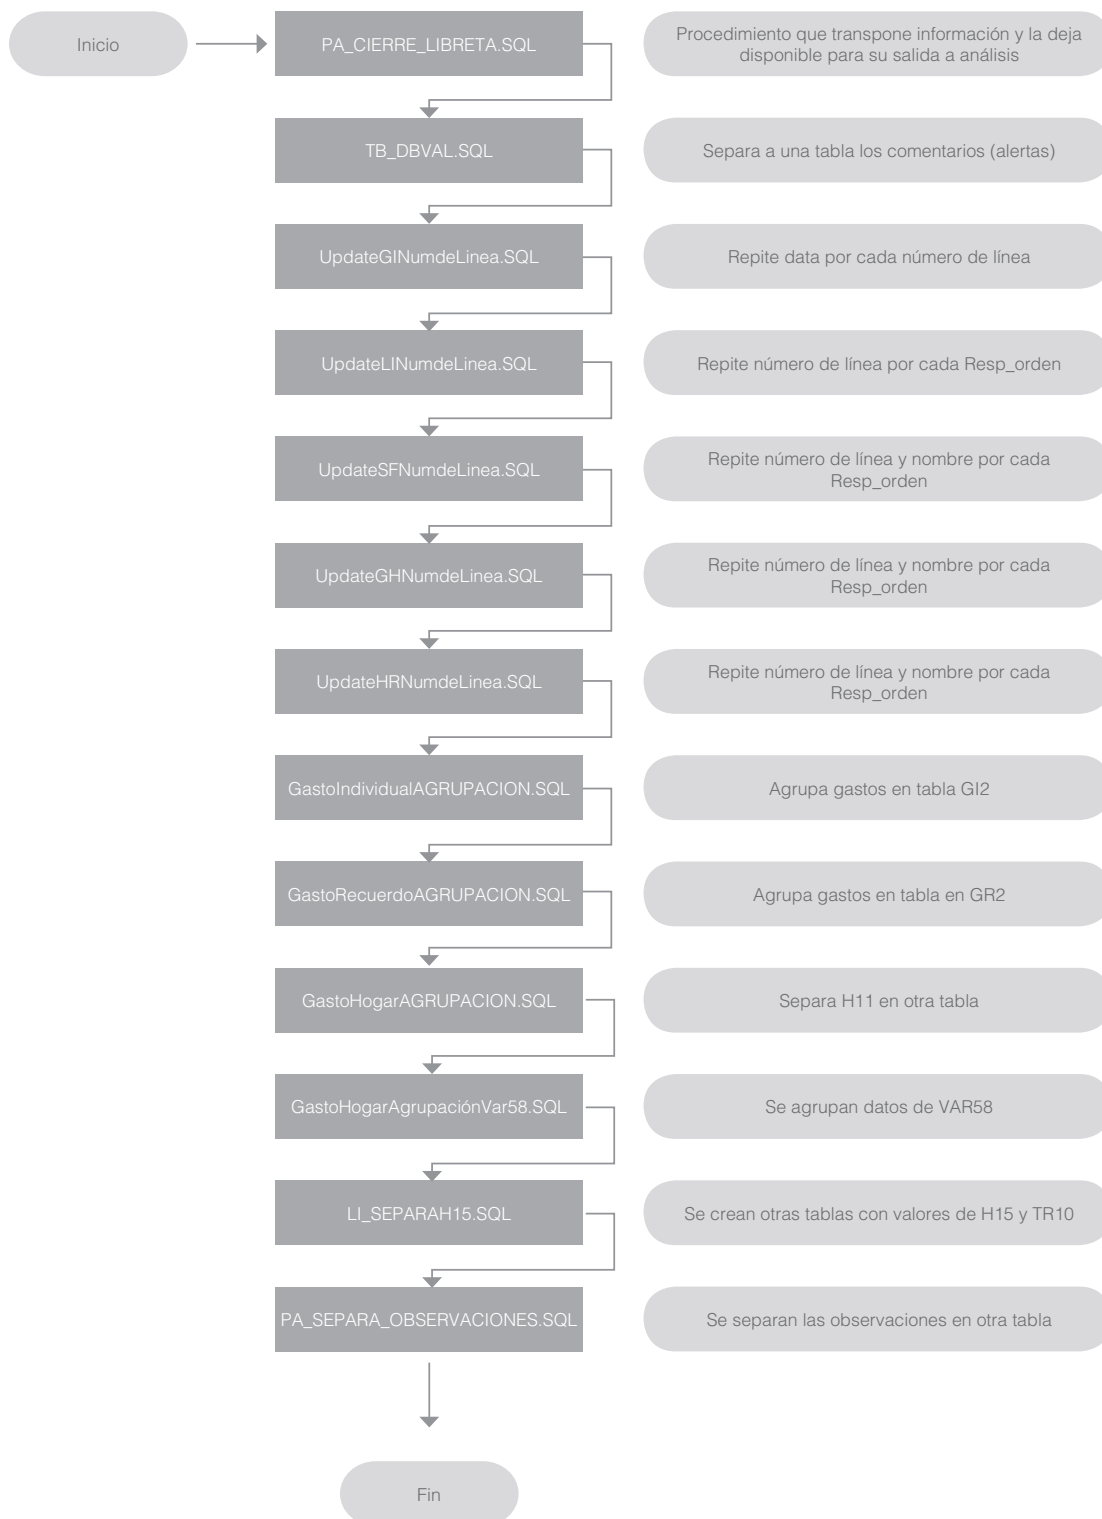 Inicio
PA_CIERRE_LIBRETA.SQL
Procedimiento que transpone información y la deja
disponible para su salida a análisis
TB_DBVAL.SQL
Separa a una tabla los comentarios (alertas)
UpdateGINumdeLinea.SQL
Repite data por cada número de línea
UpdateLINumdeLinea.SQL
Repite número de línea por cada Resp_orden
UpdateSFNumdeLinea.SQL
Repite número de línea y nombre por cada
Resp_orden
UpdateGHNumdeLinea.SQL
Repite número de línea y nombre por cada
Resp_orden
UpdateHRNumdeLinea.SQL
Repite número de línea y nombre por cada
Resp_orden
GastoIndividualAGRUPACION.SQL
Agrupa gastos en tabla GI2
GastoRecuerdoAGRUPACION.SQL
Agrupa gastos en tabla en GR2
GastoHogarAGRUPACION.SQL
Separa H11 en otra tabla
GastoHogarAgrupaciónVar58.SQL
Se agrupan datos de VAR58
LI_SEPARAH15.SQL
Se crean otras tablas con valores de H15 y TR10
PA_SEPARA_OBSERVACIONES.SQL
Se separan las observaciones en otra tabla
Fin